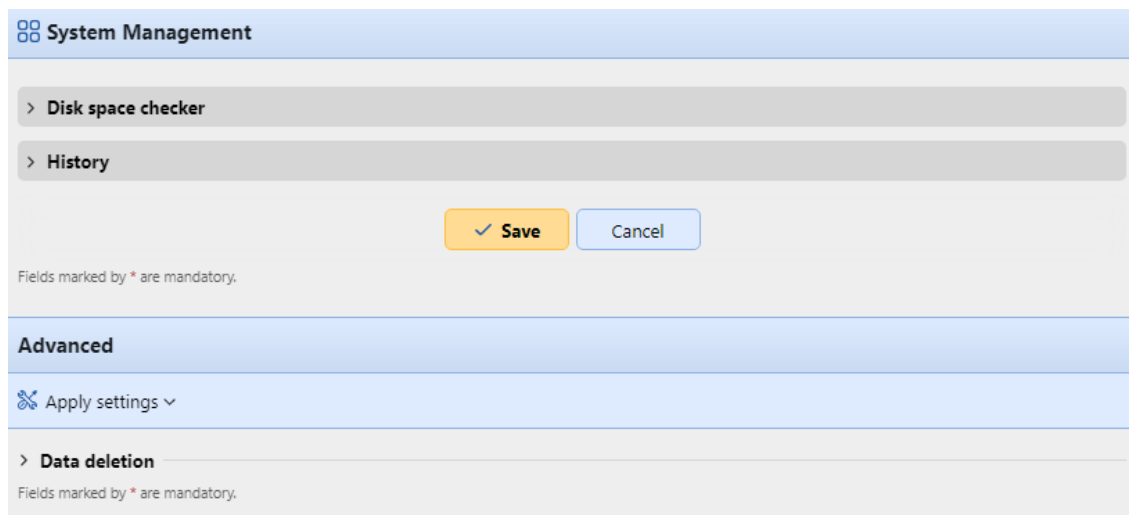 System Management
Disk space checker
History
Save Cancel
Fields marked by * are mandatory.
Advanced
Apply settings
Data deletion
Fields marked by * are mandatory.